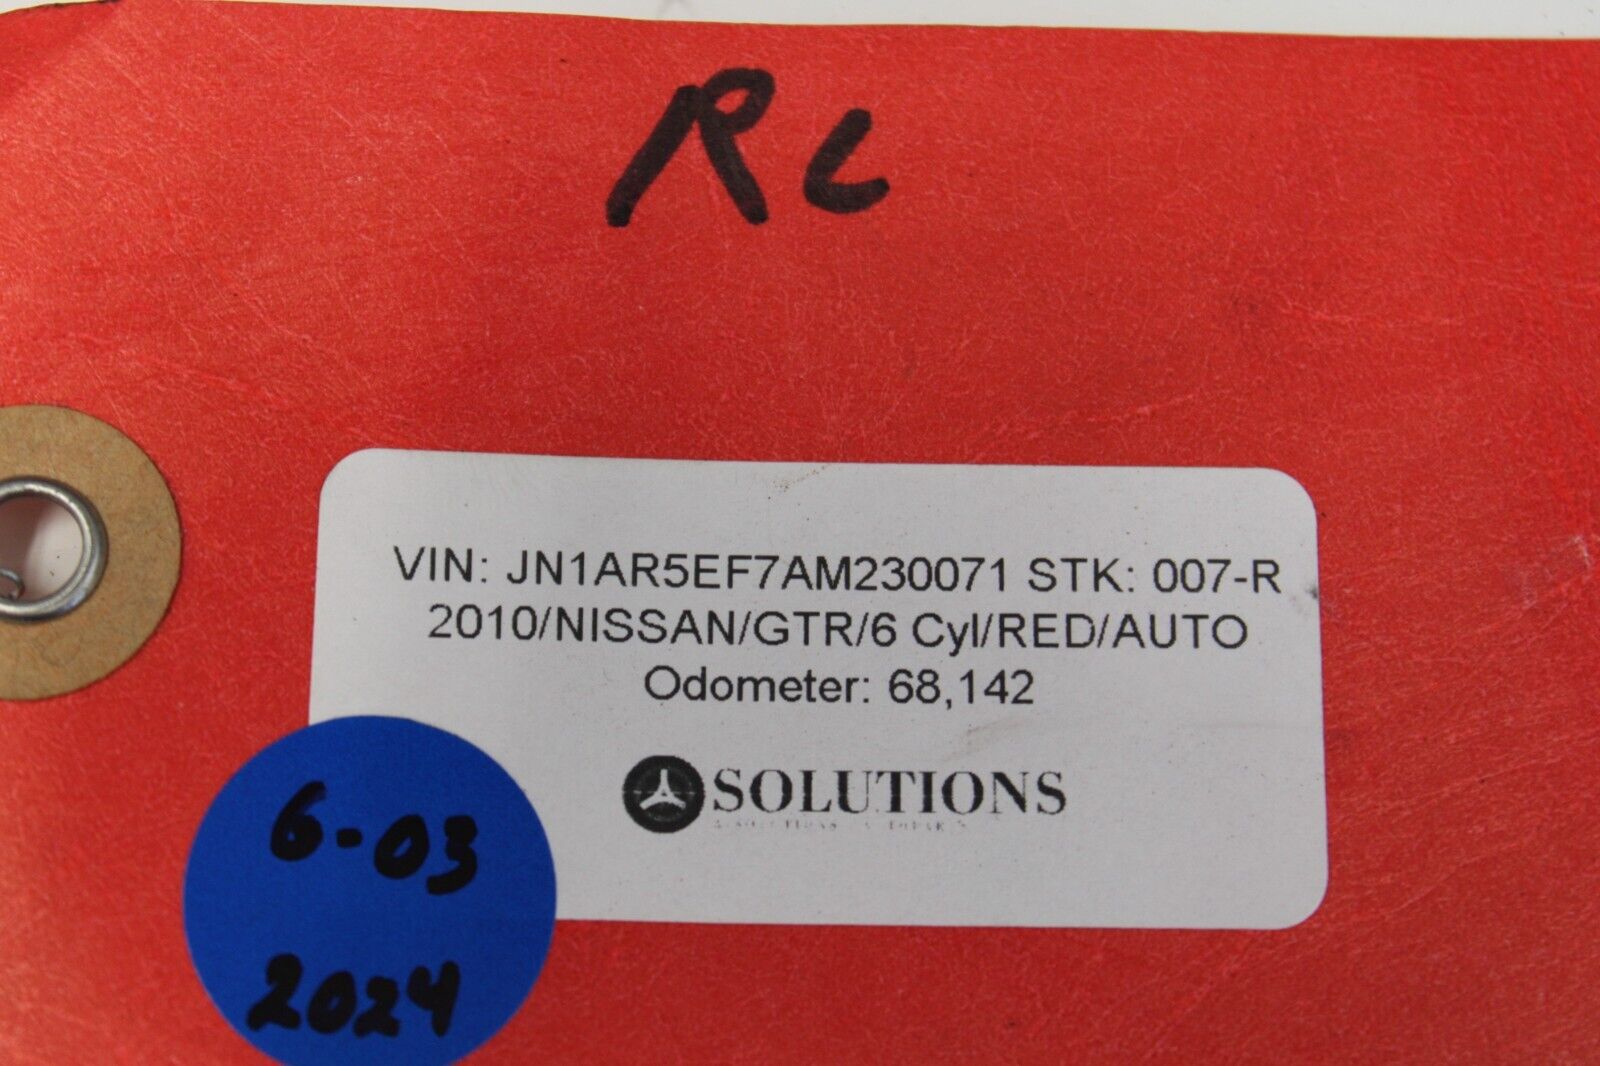 RL
VIN: JN1AR5EF7AM230071 STK: 007-R
2010/NISSAN/GTR/6 Cyl/RED/AUTO
Odometer: 68,142
SOLUTIONS
6-03
2024